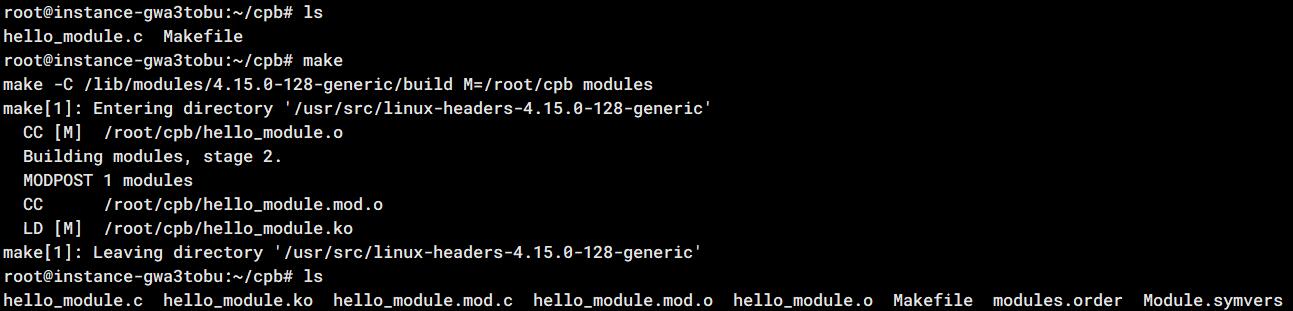 root@instance-gwa3tobu:~/cpb# ls
hello_module.c  Makefile
root@instance-gwa3tobu:~/cpb# make
make -C /lib/modules/4.15.0-128-generic/build M=/root/cpb modules
make[1]: Entering directory '/usr/src/linux-headers-4.15.0-128-generic'
  CC [M]  /root/cpb/hello_module.o
  Building modules, stage 2.
  MODPOST 1 modules
  CC      /root/cpb/hello_module.mod.o
  LD [M]  /root/cpb/hello_module.ko
make[1]: Leaving directory '/usr/src/linux-headers-4.15.0-128-generic'
root@instance-gwa3tobu:~/cpb# ls
hello_module.c  hello_module.ko  hello_module.mod.c  hello_module.mod.o  hello_module.o  Makefile  modules.order  Module.symvers